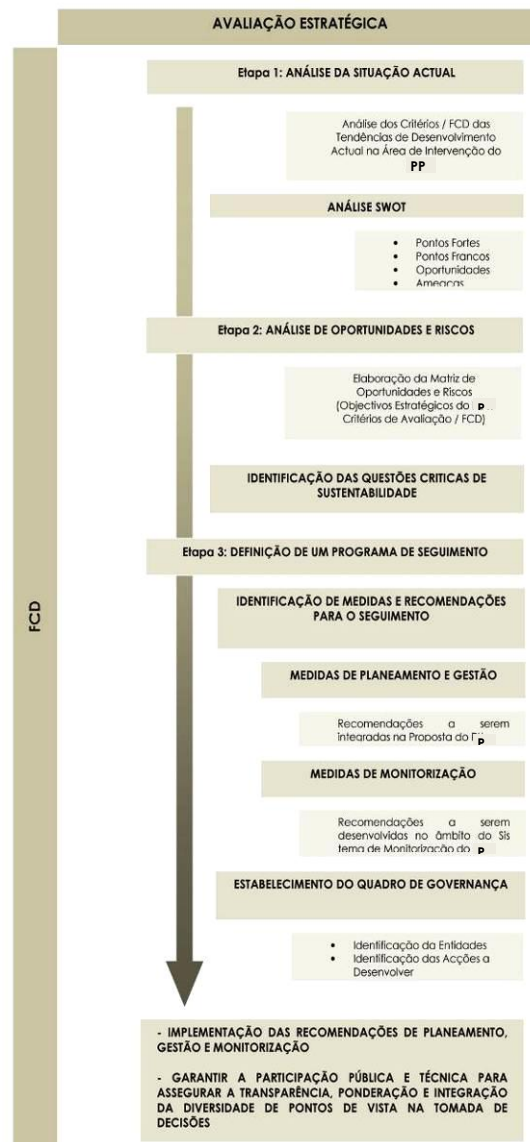 AVALIAÇÃO ESTRATÉGICA
FCD
Etapa 1: ANÁLISE DA SITUAÇÃO ACTUAL
Análise dos Critérios / FCD das
Tendências de Desenvolvimento
Actual na Área de Intervenção do
PP
ANÁLISE SWOT
• Pontos Fortes
• Pontos Francos
• Oportunidades
• Ameaças
Etapa 2: ANÁLISE DE OPORTUNIDADES E RISCOS
Elaboração da Matriz de
Oportunidades e Riscos
(Objectivos Estratégicos do P
Critérios de Avaliação / FCD)
IDENTIFICAÇÃO DAS QUESTÕES CRITICAS DE
SUSTENTABILIDADE
Etapa 3: DEFINIÇÃO DE UM PROGRAMA DE SEGUIMENTO
IDENTIFICAÇÃO DE MEDIDAS E RECOMENDAÇÕES
PARA O SEGUIMENTO
MEDIDAS DE PLANEAMENTO E GESTÃO
Recomendações a serem
integradas na Proposta do P
MEDIDAS DE MONITORIZAÇÃO
Recomendações a serem
desenvolvidas no âmbito do Sis
tema de Monitorização do P
ESTABELECIMENTO DO QUADRO DE GOVERNANÇA
• Identificação da Entidades
• Identificação das Acções a
Desenvolver
- IMPLEMENTAÇÃO DAS RECOMENDAÇÕES DE PLANEAMENTO,
GESTÃO E MONITORIZAÇÃO
- GARANTIR A PARTICIPAÇÃO PÚBLICA E TÉCNICA PARA
ASSEGURAR A TRANSPARÊNCIA, PONDERAÇÃO E INTEGRAÇÃO
DA DIVERSIDADE DE PONTOS DE VISTA NA TOMADA DE
DECISÕES